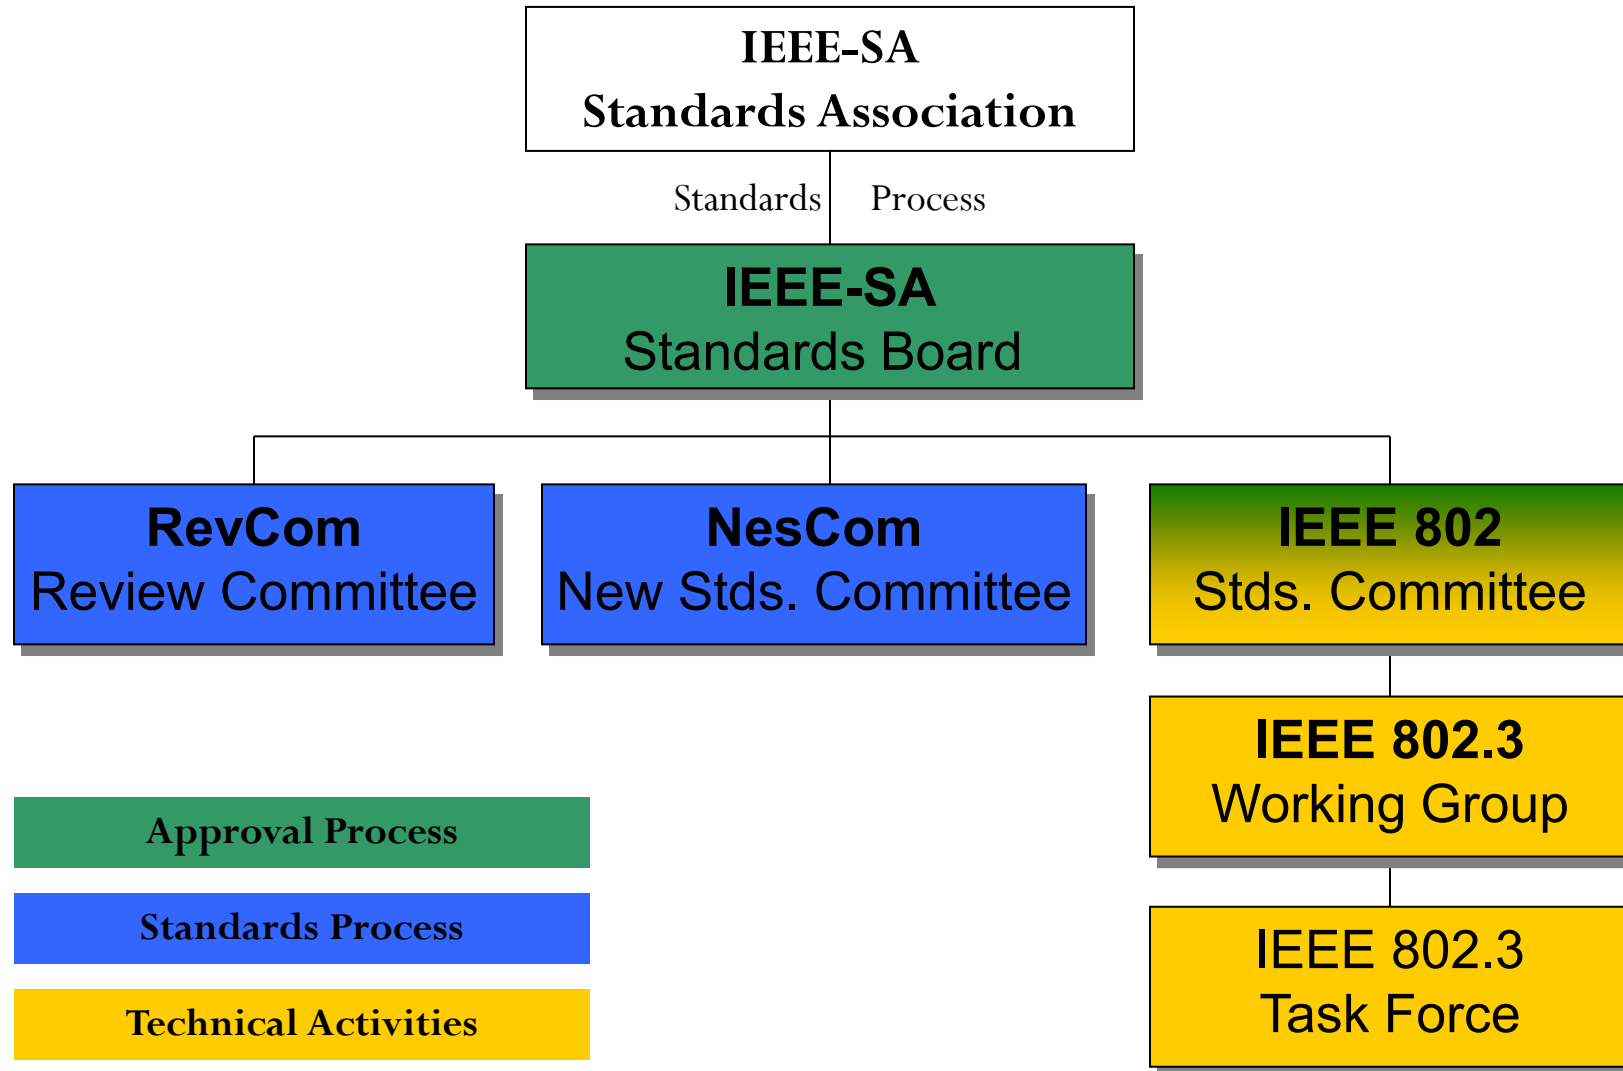 IEEE-SA
Standards Association
Standards Process
IEEE-SA
Standards Board
RevCom
Review Committee
NesCom
New Stds. Committee
IEEE 802
Stds. Committee
IEEE 802.3
Working Group
IEEE 802.3
Task Force
Approval Process
Standards Process
Technical Activities